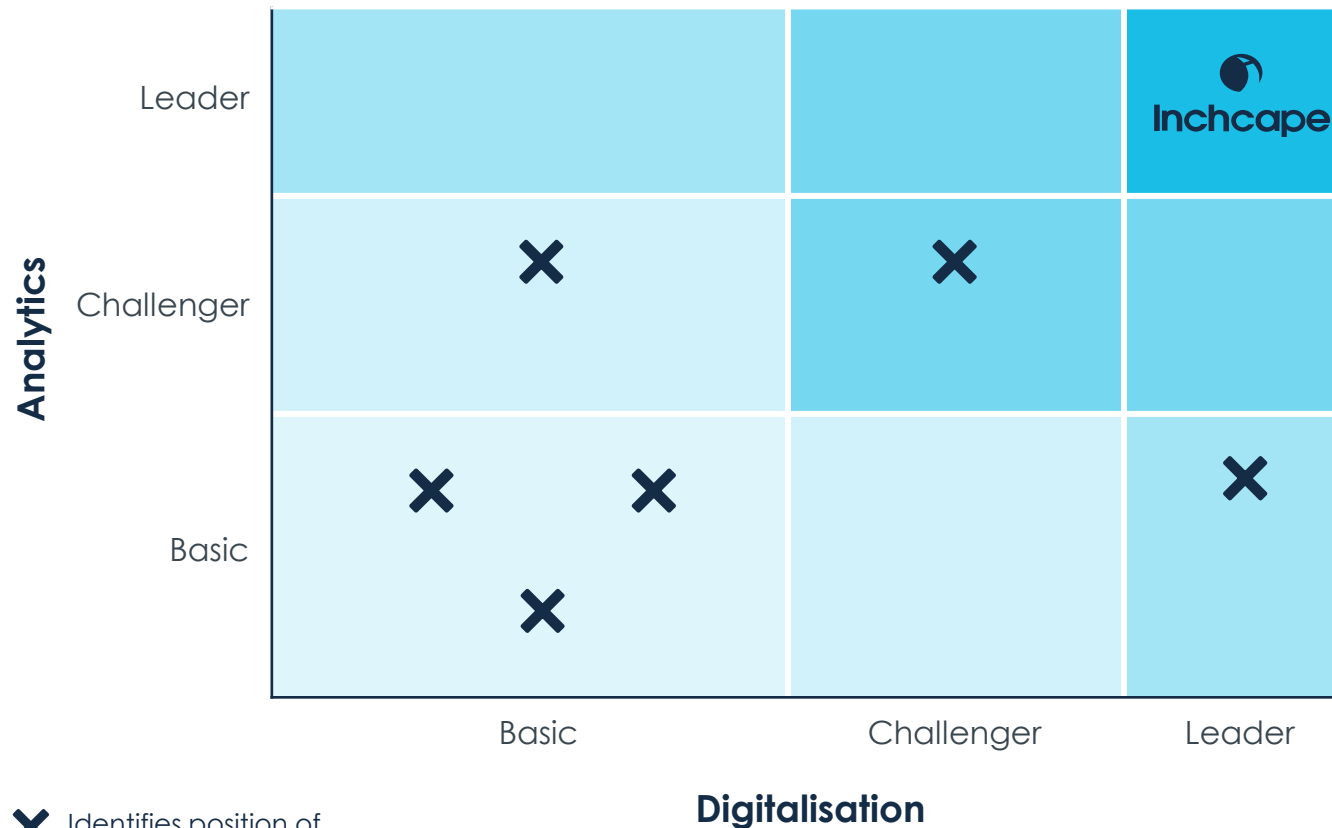 Leader
Inchcape
Analytics
Challenger
Basic
Basic
Challenger
Leader
Digitalisation
Identifies position of